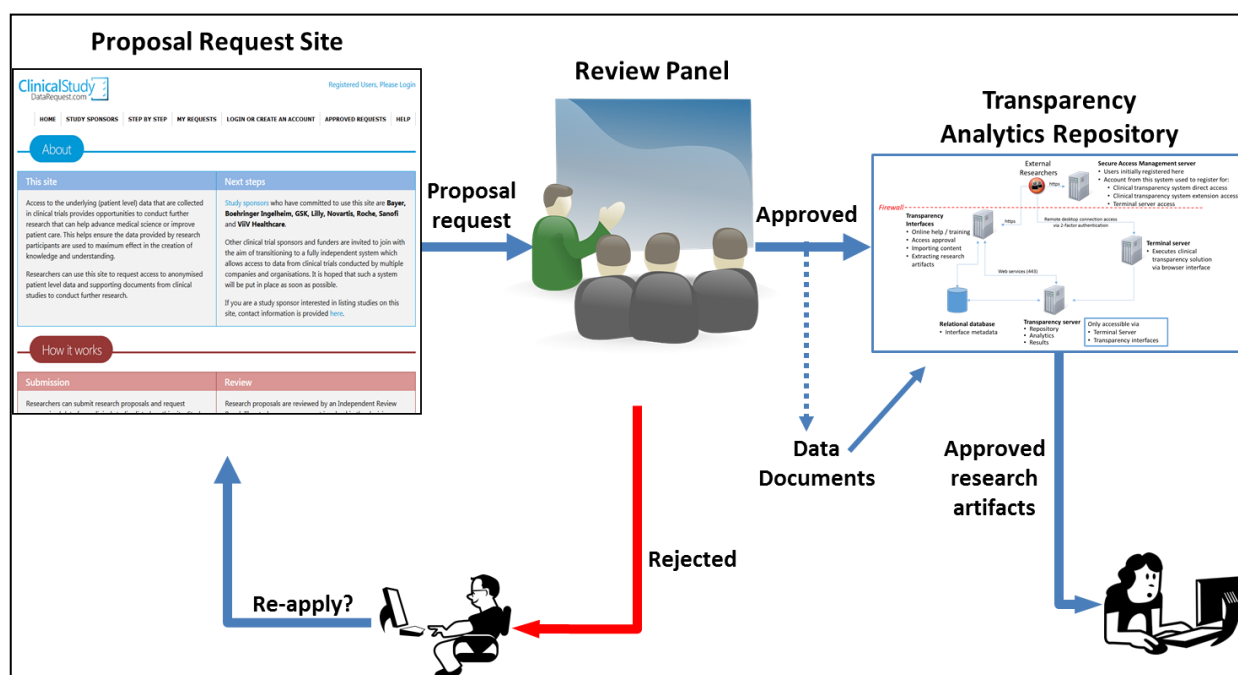 Proposal Request Site
ClinicalStudy
DataRequest.com
Registered Users, Please Login
HOME STUDY SPONSORS STEP BY STEP MY REQUESTS LOGIN OR CREATE AN ACCOUNT APPROVED REQUESTS HELP
About
This site
Access to the underlying (patient level) data that are collected
in clinical trials provides opportunities to conduct further
research that can help advance medical science or improve
patient care. This helps ensure the data provided by research
participants are used to maximum effect in the creation of
knowledge and understanding.
Researchers can use this site to request access to anonymised
patient level data and supporting documents from clinical
studies to conduct further research.
Next steps
Study sponsors who have committed to use this site are Bayer,
Boehringer Ingelheim, GSK, Lilly, Novartis, Roche, Sanofi
and ViiV Healthcare.
Other clinical trial sponsors and funders are invited to join with
the aim of transitioning to a fully independent system which
allows access to data from clinical trials conducted by multiple
companies and organisations. It is hoped that such a system
will be put in place as soon as possible.
If you are a study sponsor interested in listing studies on this
site, contact information is provided here.
How it works
Submission
Researchers can submit research proposals and request
Review
Research proposals are reviewed by an Independent Review
Proposal
request
Review Panel
Approved
Data
Documents
Rejected
Re-apply?
Transparency
Analytics Repository
External
Researchers
https
Secure Access Management server
• Users initially registered here
• Account from this system used to register for:
• Clinical transparency system direct access
• Clinical transparency system extension access
• Terminal server access
Firewall
Transparency
Interfaces
• Online help / training
• Access approval
• Importing content
• Extracting research
artifacts
https
Remote desktop connection access
via 2-factor authentication
Terminal server
• Executes clinical
transparency solution
via browser interface
Web services (443)
Relational database
• Interface metadata
Transparency server
• Repository
• Analytics
• Results
Only accessible via
• Terminal Server
• Transparency interfaces
Approved
research
artifacts